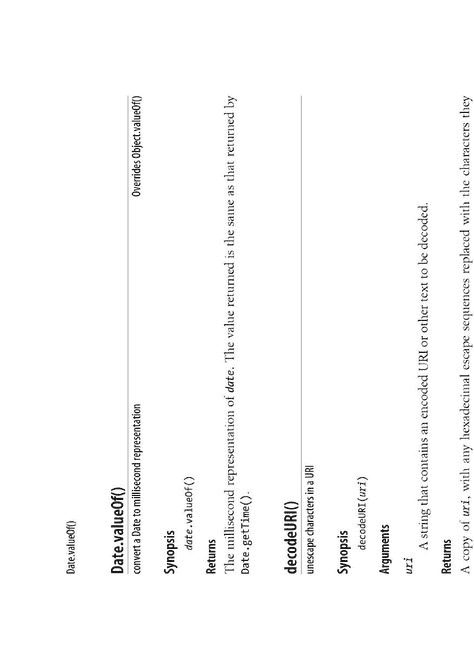 Date.valueOf()
Date.valueOf()
convert a Date to millisecond representation Overrides Object.valueOf()
Synopsis
date.valueOf()
Returns
The millisecond representation of date. The value returned is the same as that returned by
Date.getTime().
decodeURI()
unescape characters in a URI
Synopsis
decodeURI(uri)
Arguments
uri
A string that contains an encoded URI or other text to be decoded.
Returns
A copy of uri, with any hexadecimal escape sequences replaced with the characters they